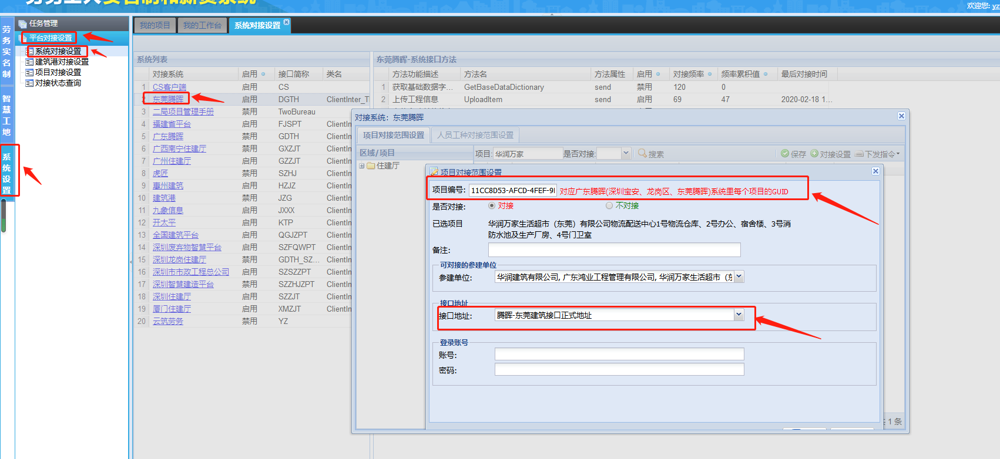 劳务工人实名制和薪资系统
欢迎您: yz
劳务实名制
智慧工地
系统设置
任务管理
平台对接设置
系统对接设置
建筑港对接设置
项目对接设置
对接状态查询
我的项目 我的工作台 系统对接设置
系统列表
对接系统 启用 接口简称 类名
1 CS客户端 启用 CS
2 东莞腾晖 启用 DGTH ClientInter_T
3 二局项目管理手册 禁用 TwoBureau
4 福建省平台 启用 FJSPT ClientIn
5 广东腾晖 启用 GDTH ClientIn
6 广西南宁住建厅 启用 GXZJT ClientIn
7 广州住建厅 启用 GZZJT ClientIn
8 虎匠 启用 SZHJ ClientIn
9 惠州建筑 启用 HZJZ ClientIn
10 建筑港 禁用 JZG ClientIn
11 九象信息 启用 JXXX ClientIn
12 开太平 启用 KTP ClientIn
13 全国建筑平台 启用 QGJZPT ClientIn
14 深圳废弃物智慧平台 启用 SZFQWPT ClientIn
15 深圳龙岗住建厅 禁用 GDTH_SZ... ClientIn
16 深圳市市政工程总公司 启用 SZSZZPT ClientIn
17 深圳智慧建造平台 禁用 SZZHJZPT ClientIn
18 深圳住建厅 启用 SZZJT ClientIn
19 厦门住建厅 启用 XMZJT ClientIn
20 云筑劳务 禁用 YZ
东莞腾晖-系统接口方法
方法功能描述 方法名 方法属性 启用 对接频率 频率累积值 最后对接时间
1 获取基础数据字... GetBaseDataDictionary send 禁用 120 0
2 上传工程信息 UploadItem send 启用 69 47 2020-02-18 1...
对接系统: 东莞腾晖
项目对接范围设置 人员工种对接范围设置
区域/项目
住建厅
项目: 华润万家 是否对接: 搜索 保存 对接设置 下发指令
项目对接范围设置
项目编号: 11CC8D53-AFCD-4FEF-9 对应广东腾晖(深圳宝安、龙岗区、东莞腾晖)系统里每个项目的GUID
是否对接: 对接 不对接
已选项目 华润万家生活超市（东莞）有限公司物流配送中心1号物流仓库、2号办公、宿舍楼、3号消
防水池及生产厂房、4号门卫室
备注:
可对接的参建单位
参建单位: 华润建筑有限公司, 广东鸿业工程管理有限公司, 华润万家生活超市（东
接口地址
接口地址: 腾晖-东莞建筑接口正式地址
登录账号
账号:
密码:
共 1 条